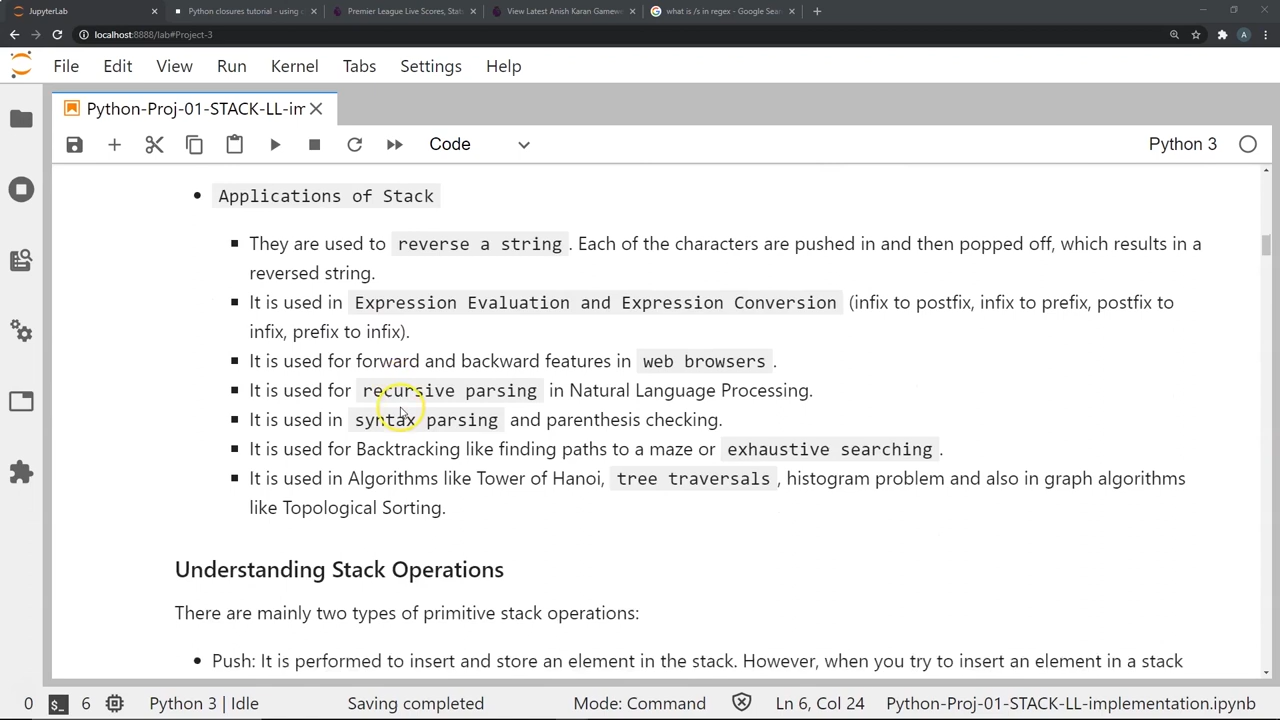 JupyterLab
Python closures tutorial - using c
Premier League Live Scores, Stat
View Latest Anish Karan Gamew
what is /s in regex - Google Sear
localhost:8888/lab#Project-3
File Edit View Run Kernel Tabs Settings Help
Python-Proj-01-STACK-LL-im
Code
Python 3
Applications of Stack
They are used to reverse a string. Each of the characters are pushed in and then popped off, which results in a
reversed string.
It is used in Expression Evaluation and Expression Conversion (infix to postfix, infix to prefix, postfix to
infix, prefix to infix).
It is used for forward and backward features in web browsers.
It is used for recursive parsing in Natural Language Processing.
It is used in syntax parsing and parenthesis checking.
It is used for Backtracking like finding paths to a maze or exhaustive searching.
It is used in Algorithms like Tower of Hanoi, tree traversals, histogram problem and also in graph algorithms
like Topological Sorting.
Understanding Stack Operations
There are mainly two types of primitive stack operations:
Push: It is performed to insert and store an element in the stack. However, when you try to insert an element in a stack
0 $_ 6 Python 3 | Idle Saving completed Mode: Command Ln 6, Col 24 Python-Proj-01-STACK-LL-implementation.ipynb